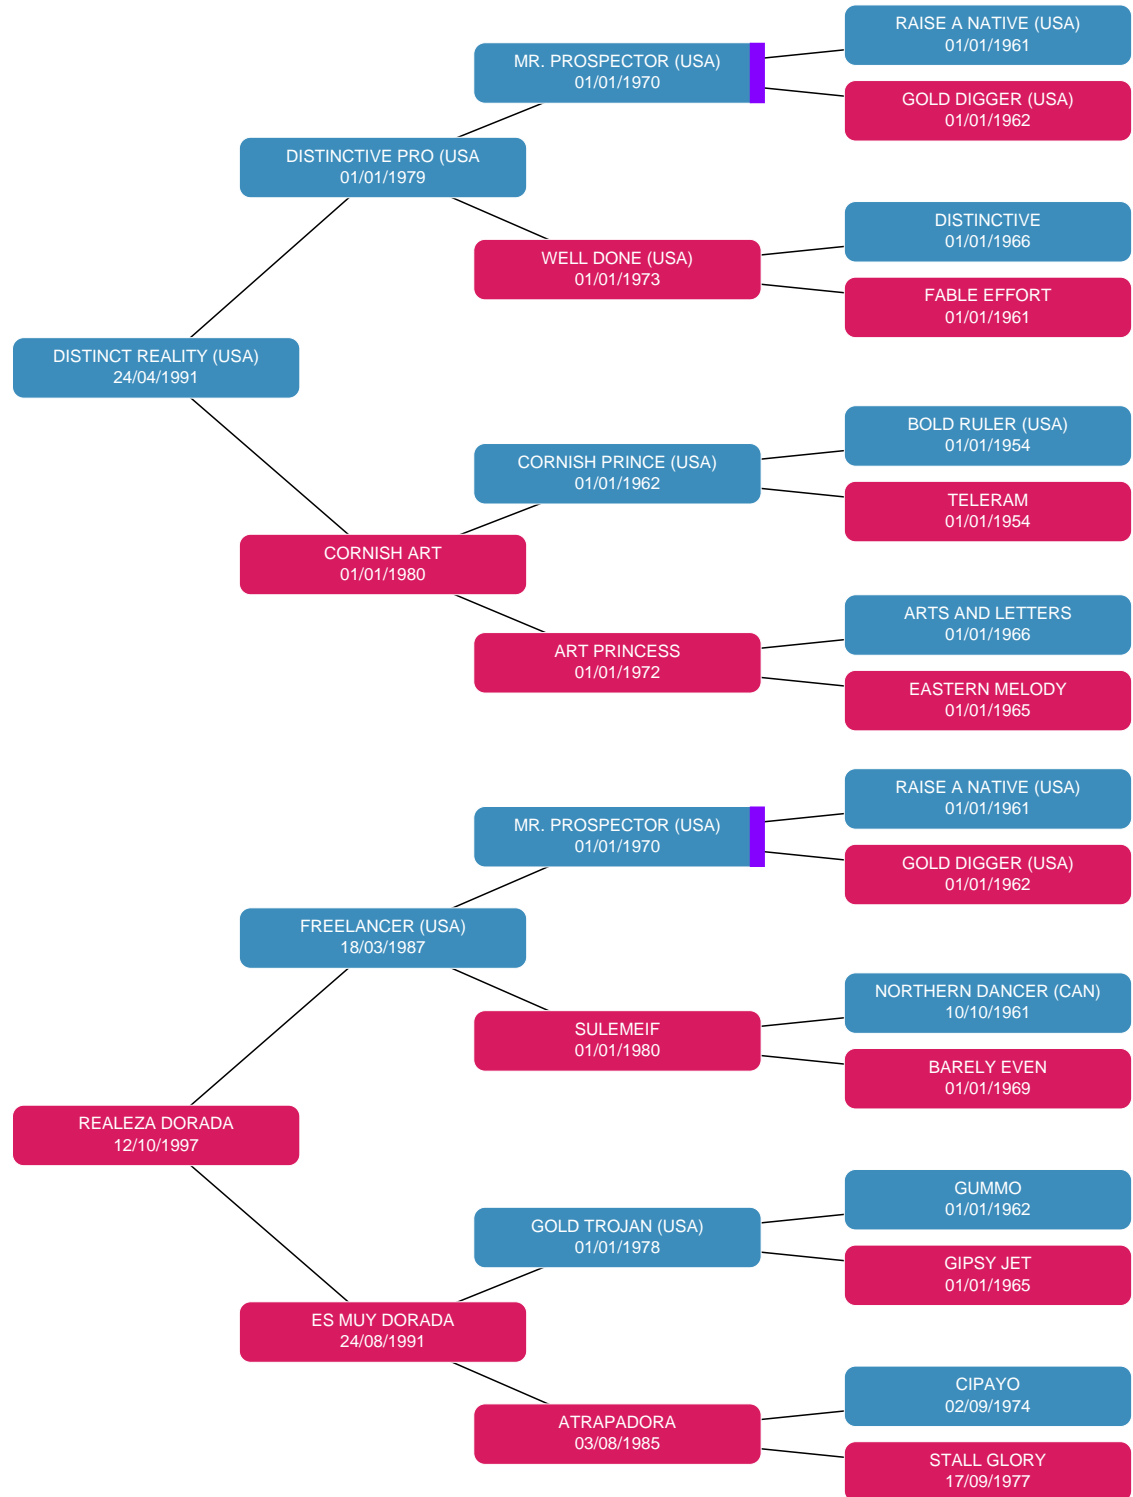 RAISE A NATIVE (USA)
01/01/1961
MR. PROSPECTOR (USA)
01/01/1970
GOLD DIGGER (USA)
01/01/1962
DISTINCTIVE PRO (USA
01/01/1979
DISTINCTIVE
01/01/1966
WELL DONE (USA)
01/01/1973
FABLE EFFORT
01/01/1961
DISTINCT REALITY (USA)
24/04/1991
BOLD RULER (USA)
01/01/1954
CORNISH PRINCE (USA)
01/01/1962
TELERAM
01/01/1954
CORNISH ART
01/01/1980
ARTS AND LETTERS
01/01/1966
ART PRINCESS
01/01/1972
EASTERN MELODY
01/01/1965
RAISE A NATIVE (USA)
01/01/1961
MR. PROSPECTOR (USA)
01/01/1970
GOLD DIGGER (USA)
01/01/1962
FREELANCER (USA)
18/03/1987
NORTHERN DANCER (CAN)
10/10/1961
SULEMEIF
01/01/1980
BARELY EVEN
01/01/1969
REALEZA DORADA
12/10/1997
GUMMO
01/01/1962
GOLD TROJAN (USA)
01/01/1978
GIPSY JET
01/01/1965
ES MUY DORADA
24/08/1991
CIPAYO
02/09/1974
ATRAPADORA
03/08/1985
STALL GLORY
17/09/1977